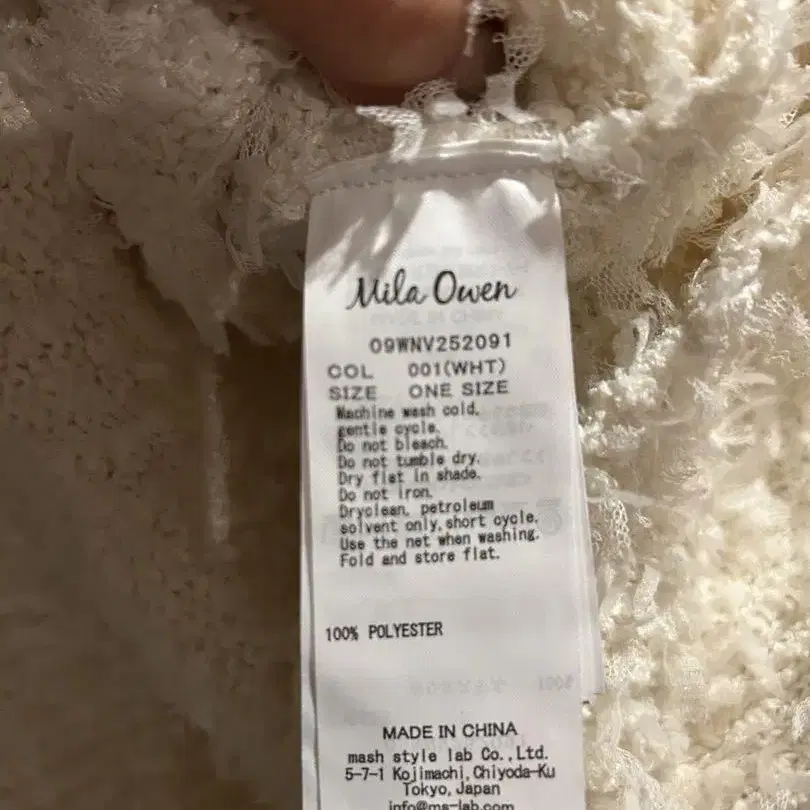 Mila Owen
09WNV252091
COL 001(WHT)
SIZE ONE SIZE
Machine wash cold,
gentle cycle.
Do not bleach.
Do not tumble dry.
Dry flat in shade.
Do not iron.
Dryclean, petroleum
solvent only,short cycle.
Use the net when washing.
Fold and store flat.
100% POLYESTER
MADE IN CHINA
mash style lab Co.,Ltd.
5-7-1 Kojimachi,Chiyoda-Ku
Tokyo,Japan
info@ms-lab.com